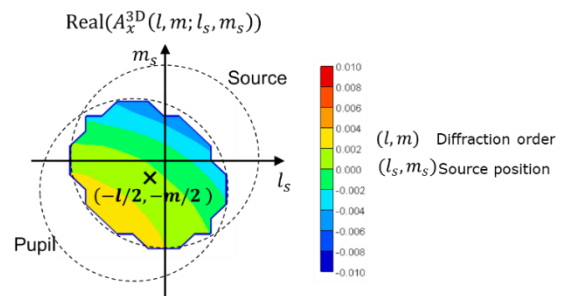 Real(A_x^3D(l, m; l_s, m_s))
m_s
Source
l_s
(−l/2, −m/2 )
Pupil
0.010
0.008
0.006
0.004
0.002
0.000
-0.002
-0.004
-0.006
-0.008
-0.010
(l, m) Diffraction order
(l_s, m_s) Source position